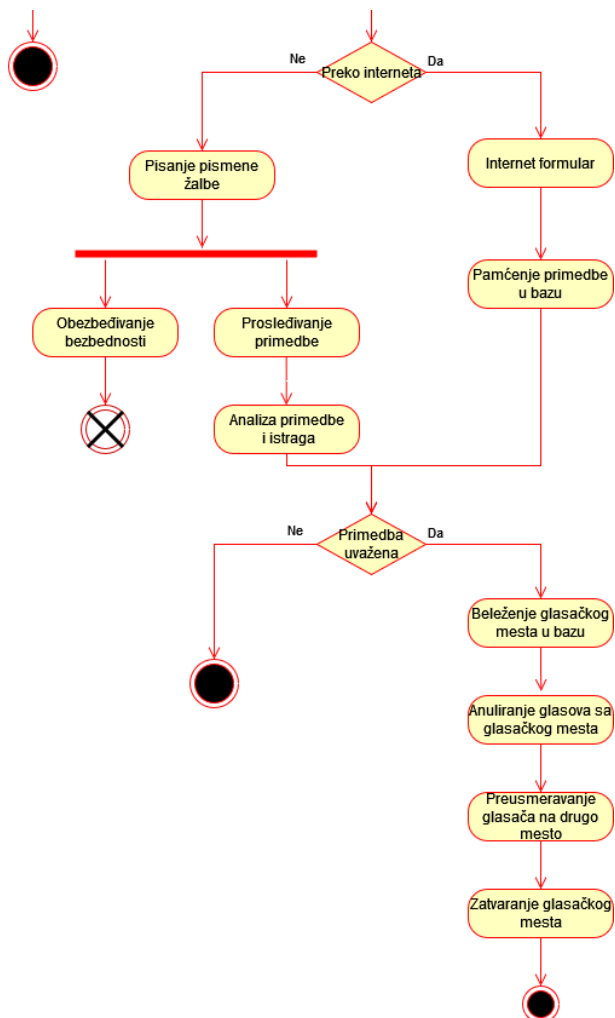 Ne
Preko interneta
Da
Pisanje pismene
žalbe
Internet formular
Obezbeđivanje
bezbednosti
Prosleđivanje
primedbe
Pamćenje primedbe
u bazu
Analiza primedbe
i istraga
Ne
Primedba
uvažena
Da
Beleženje glasačkog
mesta u bazu
Anuliranje glasova sa
glasačkog mesta
Preusmeravanje
glasača na drugo
mesto
Zatvaranje glasačkog
mesta